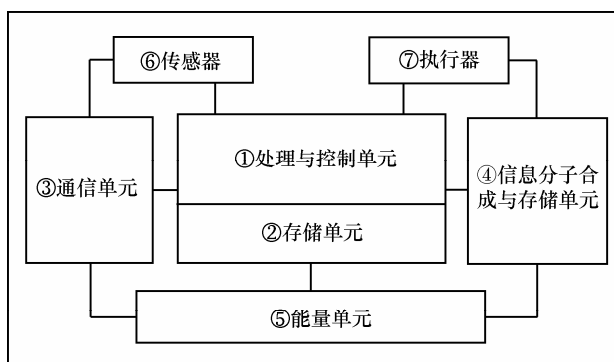 ⑥传感器
⑦执行器
①处理与控制单元
③通信单元
④信息分子合
成与存储单元
②存储单元
⑤能量单元